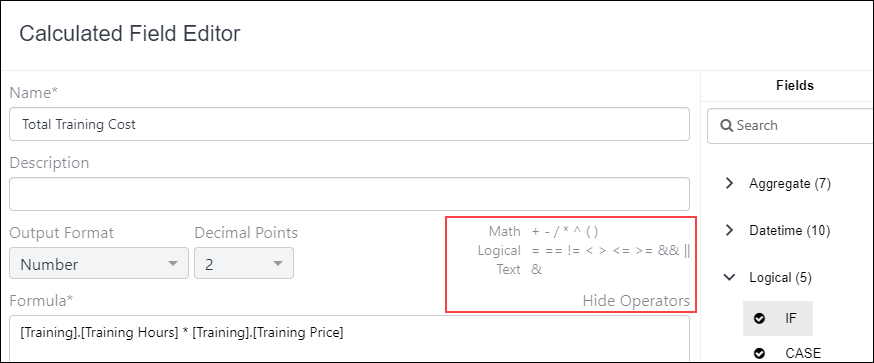 Calculated Field Editor
Name*
Total Training Cost
Description
Output Format
Decimal Points
Number
2
Math + - / * ^ ( )
Logical = == != < > <= >= && ||
Text &
Hide Operators
Formula*
[Training].[Training Hours] * [Training].[Training Price]
Fields
Search
Aggregate (7)
Datetime (10)
Logical (5)
IF
CASE